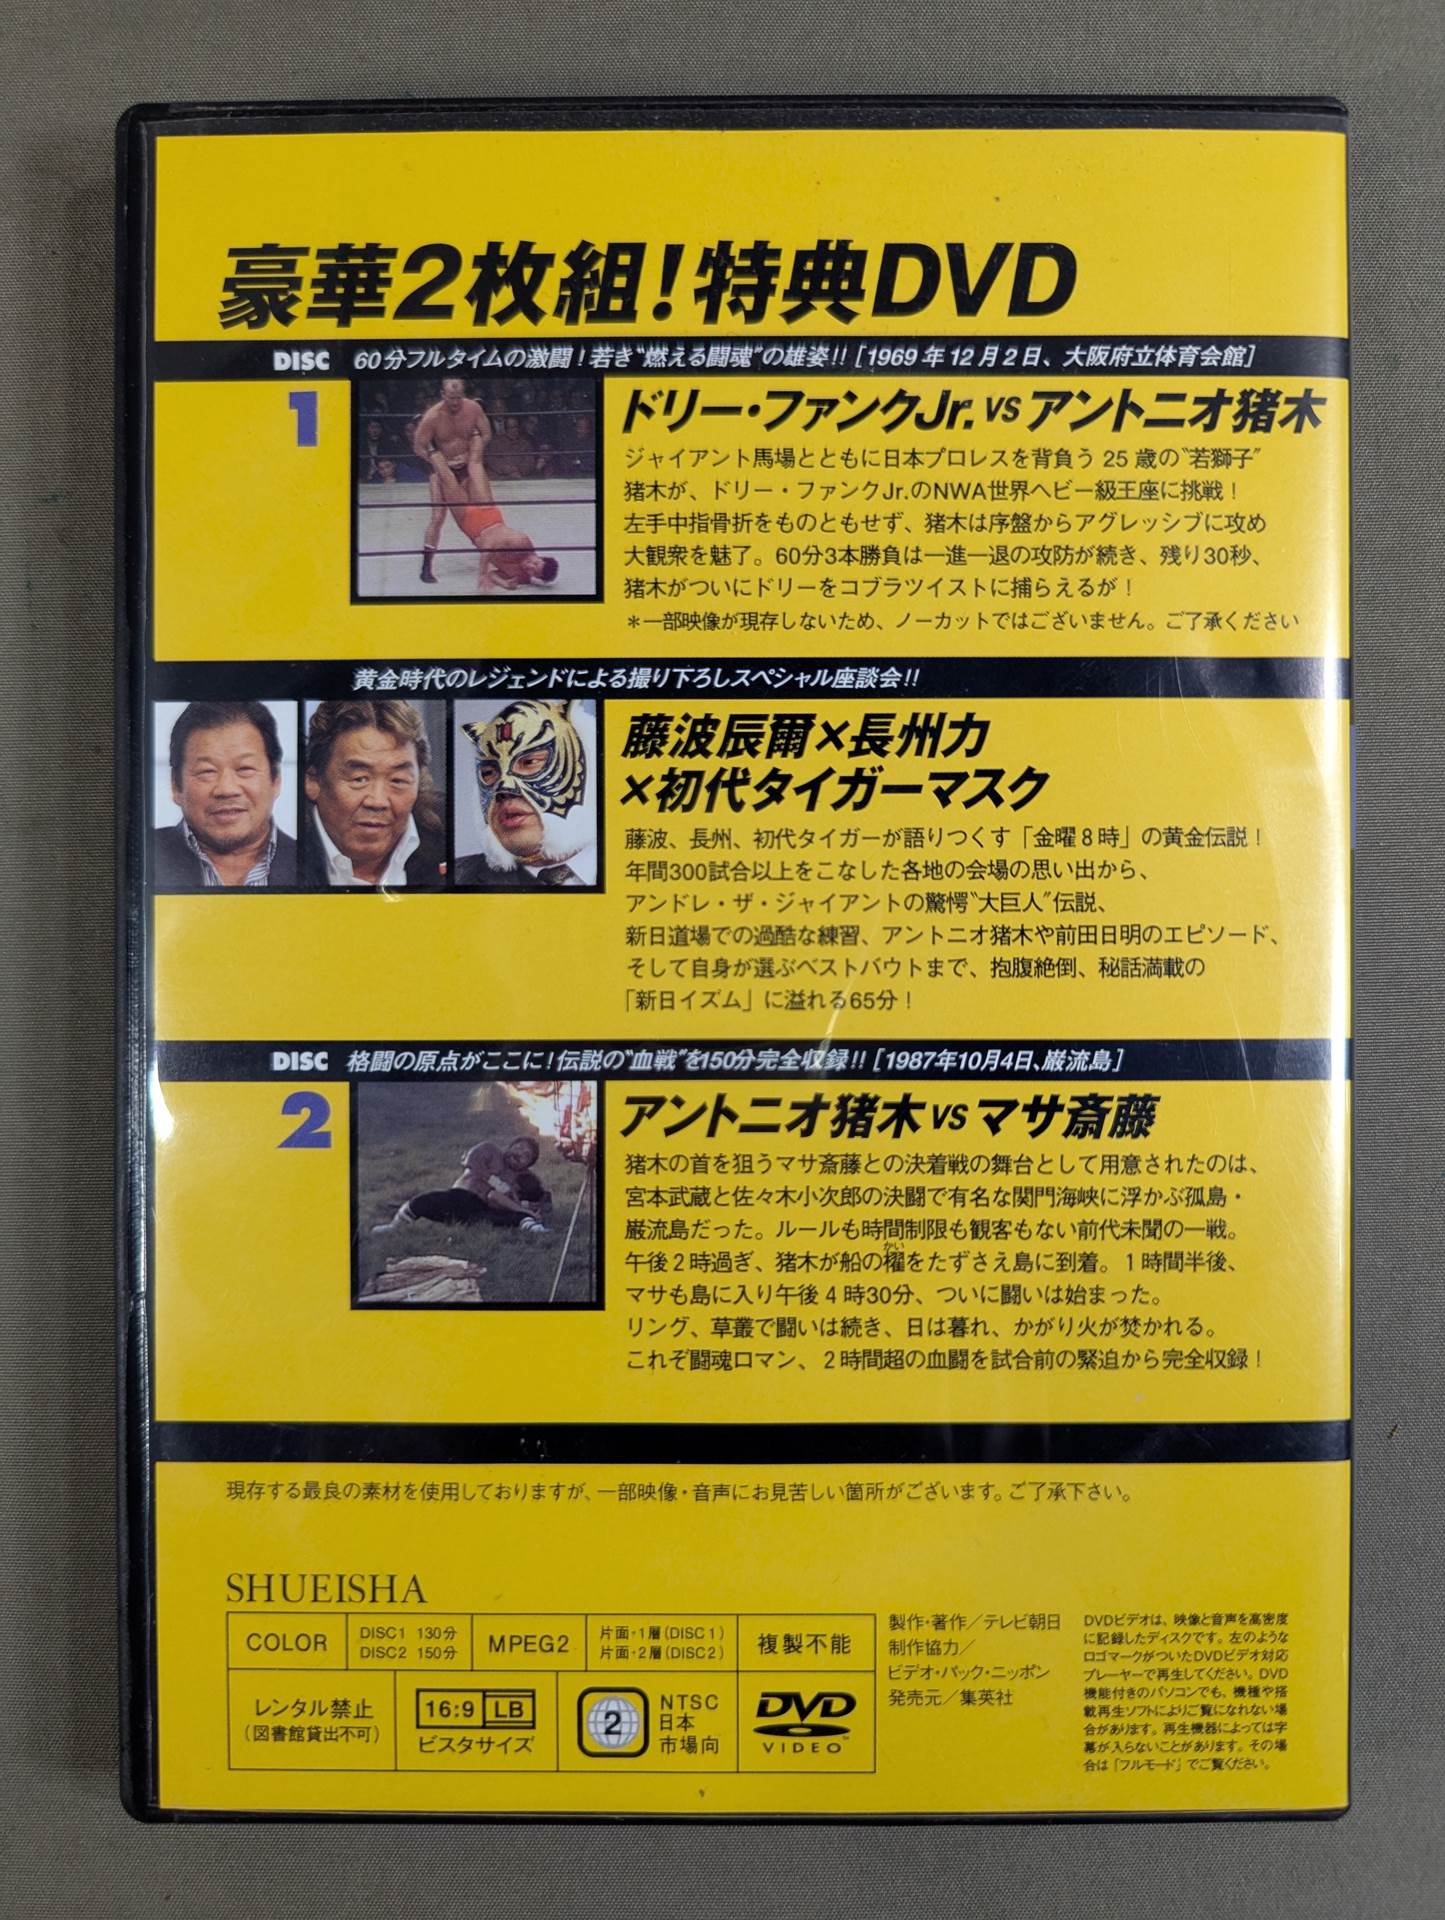 豪華2枚組!特典DVD
DISC 1
60分フルタイムの激闘!若き“燃える闘魂”の雄姿!![1969年12月2日、大阪府立体育会館]
ドリー・ファンクJr. VS アントニオ猪木
ジャイアント馬場とともに日本プロレスを背負う25歳の“若獅子”
猪木が、ドリー・ファンクJr.のNWA世界ヘビー級王座に挑戦!
左手中指骨折をものともせず、猪木は序盤からアグレッシブに攻め
大観衆を魅了。60分3本勝負は一進一退の攻防が続き、残り30秒、
猪木がついにドリーをコブラツイストに捕らえるが!
*一部映像が現存しないため、ノーカットではございません。ご了承ください
黄金時代のレジェンドによる撮り下ろしスペシャル座談会!!
藤波辰爾×長州力
×初代タイガーマスク
藤波、長州、初代タイガーが語りつくす「金曜8時」の黄金伝説!
年間300試合以上をこなした各地の会場の思い出から、
アンドレ・ザ・ジャイアントの驚愕“大巨人”伝説、
新日道場での過酷な練習、アントニオ猪木や前田日明のエピソード、
そして自身が選ぶベストバウトまで、抱腹絶倒、秘話満載の
「新日イズム」に溢れる65分!
DISC 2
格闘の原点がここに!伝説の“血戦”を150分完全収録!![1987年10月4日、巌流島]
アントニオ猪木 VS マサ斎藤
猪木の首を狙うマサ斎藤との決着戦の舞台として用意されたのは、
宮本武蔵と佐々木小次郎の決闘で有名な関門海峡に浮かぶ孤島・
巌流島だった。ルールも時間制限も観客もない前代未聞の一戦。
かい
午後2時過ぎ、猪木が船の櫂をたずさえ島に到着。1時間半後、
マサも島に入り午後4時30分、ついに闘いは始まった。
リング、草叢で闘いは続き、日は暮れ、かがり火が焚かれる。
これぞ闘魂ロマン、2時間超の血闘を試合前の緊迫から完全収録!
現存する最良の素材を使用しておりますが、一部映像・音声にお見苦しい箇所がございます。ご了承下さい。
SHUEISHA
COLOR
DISC1 130分
DISC2 150分
MPEG2
片面・1層(DISC1)
片面・2層(DISC2)
複製不能
レンタル禁止
(図書館貸出不可)
16:9 LB
ビスタサイズ
2
NTSC
日本
市場向
DVD
VIDEO
製作・著作/テレビ朝日
制作協力/
ビデオ・パック・ニッポン
発売元/集英社
DVDビデオは、映像と音声を高密度
に記録したディスクです。左のような
ロゴマークがついたDVDビデオ対応
プレーヤーで再生してください。DVD
機能付きのパソコンでも、機種や搭
載再生ソフトによりご覧になれない場
合があります。再生機器によっては字
幕が入らないことがあります。その場
合は「フルモード」でご覧ください。